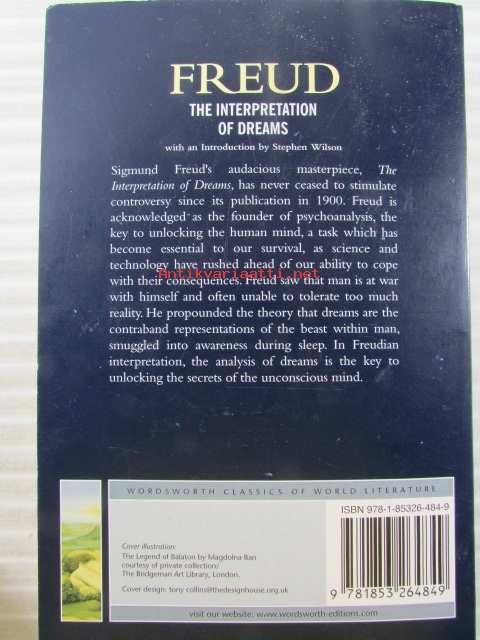 FREUD
THE INTERPRETATION
OF DREAMS
with an Introduction by Stephen Wilson
Sigmund Freud's audacious masterpiece, The
Interpretation of Dreams, has never ceased to stimulate
controversy since its publication in 1900. Freud is
acknowledged as the founder of psychoanalysis, the
key to unlocking the human mind, a task which has
become essential to our survival, as science and
technology have rushed ahead of our ability to cope
Antikvariaatti.net
with their consequences. Freud saw that man is at war
with himself and often unable to tolerate too much
reality. He propounded the theory that dreams are the
contraband representations of the beast within man,
smuggled into awareness during sleep. In Freudian
interpretation, the analysis of dreams is the key to
unlocking the secrets of the unconscious mind.
WORDSWORTH CLASSICS OF WORLD LITERATURE
ISBN 978-1-85326-484-9
Cover illustration:
The Legend of Balaton by Magdolna Ban
courtesy of private collection/
The Bridgeman Art Library, London.
Cover design: tony collins@thedesignhouse.org.uk
9 781853 264849
visit our website: www.wordsworth-editions.com